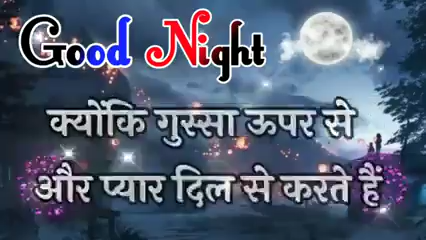 Good Night
क्योंकि गुस्सा ऊपर से
और प्यार दिल से करते हैं